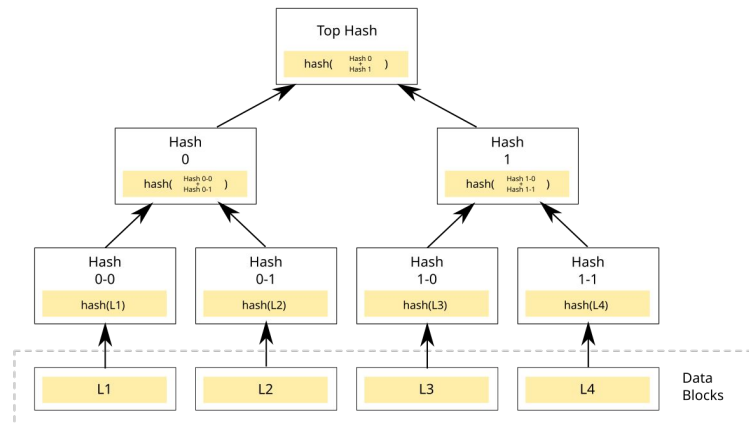 Top Hash
hash( Hash 0 + Hash 1 )
Hash
0
hash( Hash 0-0 + Hash 0-1 )
Hash
1
hash( Hash 1-0 + Hash 1-1 )
Hash
0-0
hash(L1)
Hash
0-1
hash(L2)
Hash
1-0
hash(L3)
Hash
1-1
hash(L4)
L1
L2
L3
L4
Data
Blocks